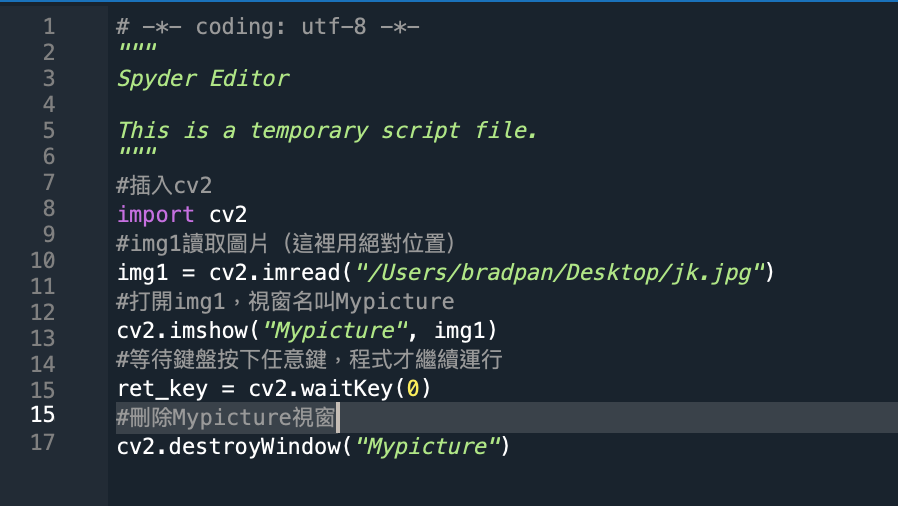 1 # -*- coding: utf-8 -*-
2 """
3 Spyder Editor
4
5 This is a temporary script file.
6 """
7 #插入cv2
8 import cv2
9 #img1讀取圖片（這裡用絕對位置）
10 img1 = cv2.imread("/Users/bradpan/Desktop/jk.jpg")
11 #打開img1，視窗名叫Mypicture
12 cv2.imshow("Mypicture", img1)
13 #等待鍵盤按下任意鍵，程式才繼續運行
14 ret_key = cv2.waitKey(0)
15 #刪除Mypicture視窗
15
17 cv2.destroyWindow("Mypicture")